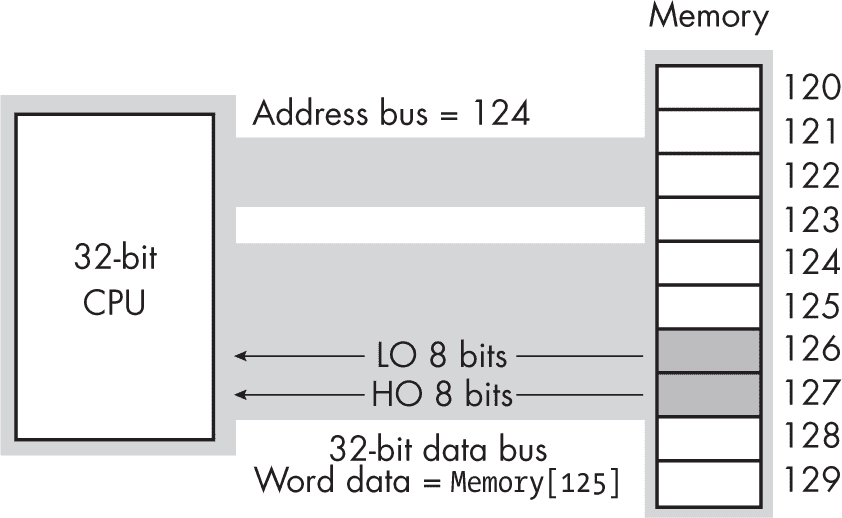 Memory
120
Address bus = 124
121
122
123
32-bit
CPU
124
125
LO 8 bits
126
HO 8 bits
127
128
32-bit data bus
Word data = Memory[125]
129